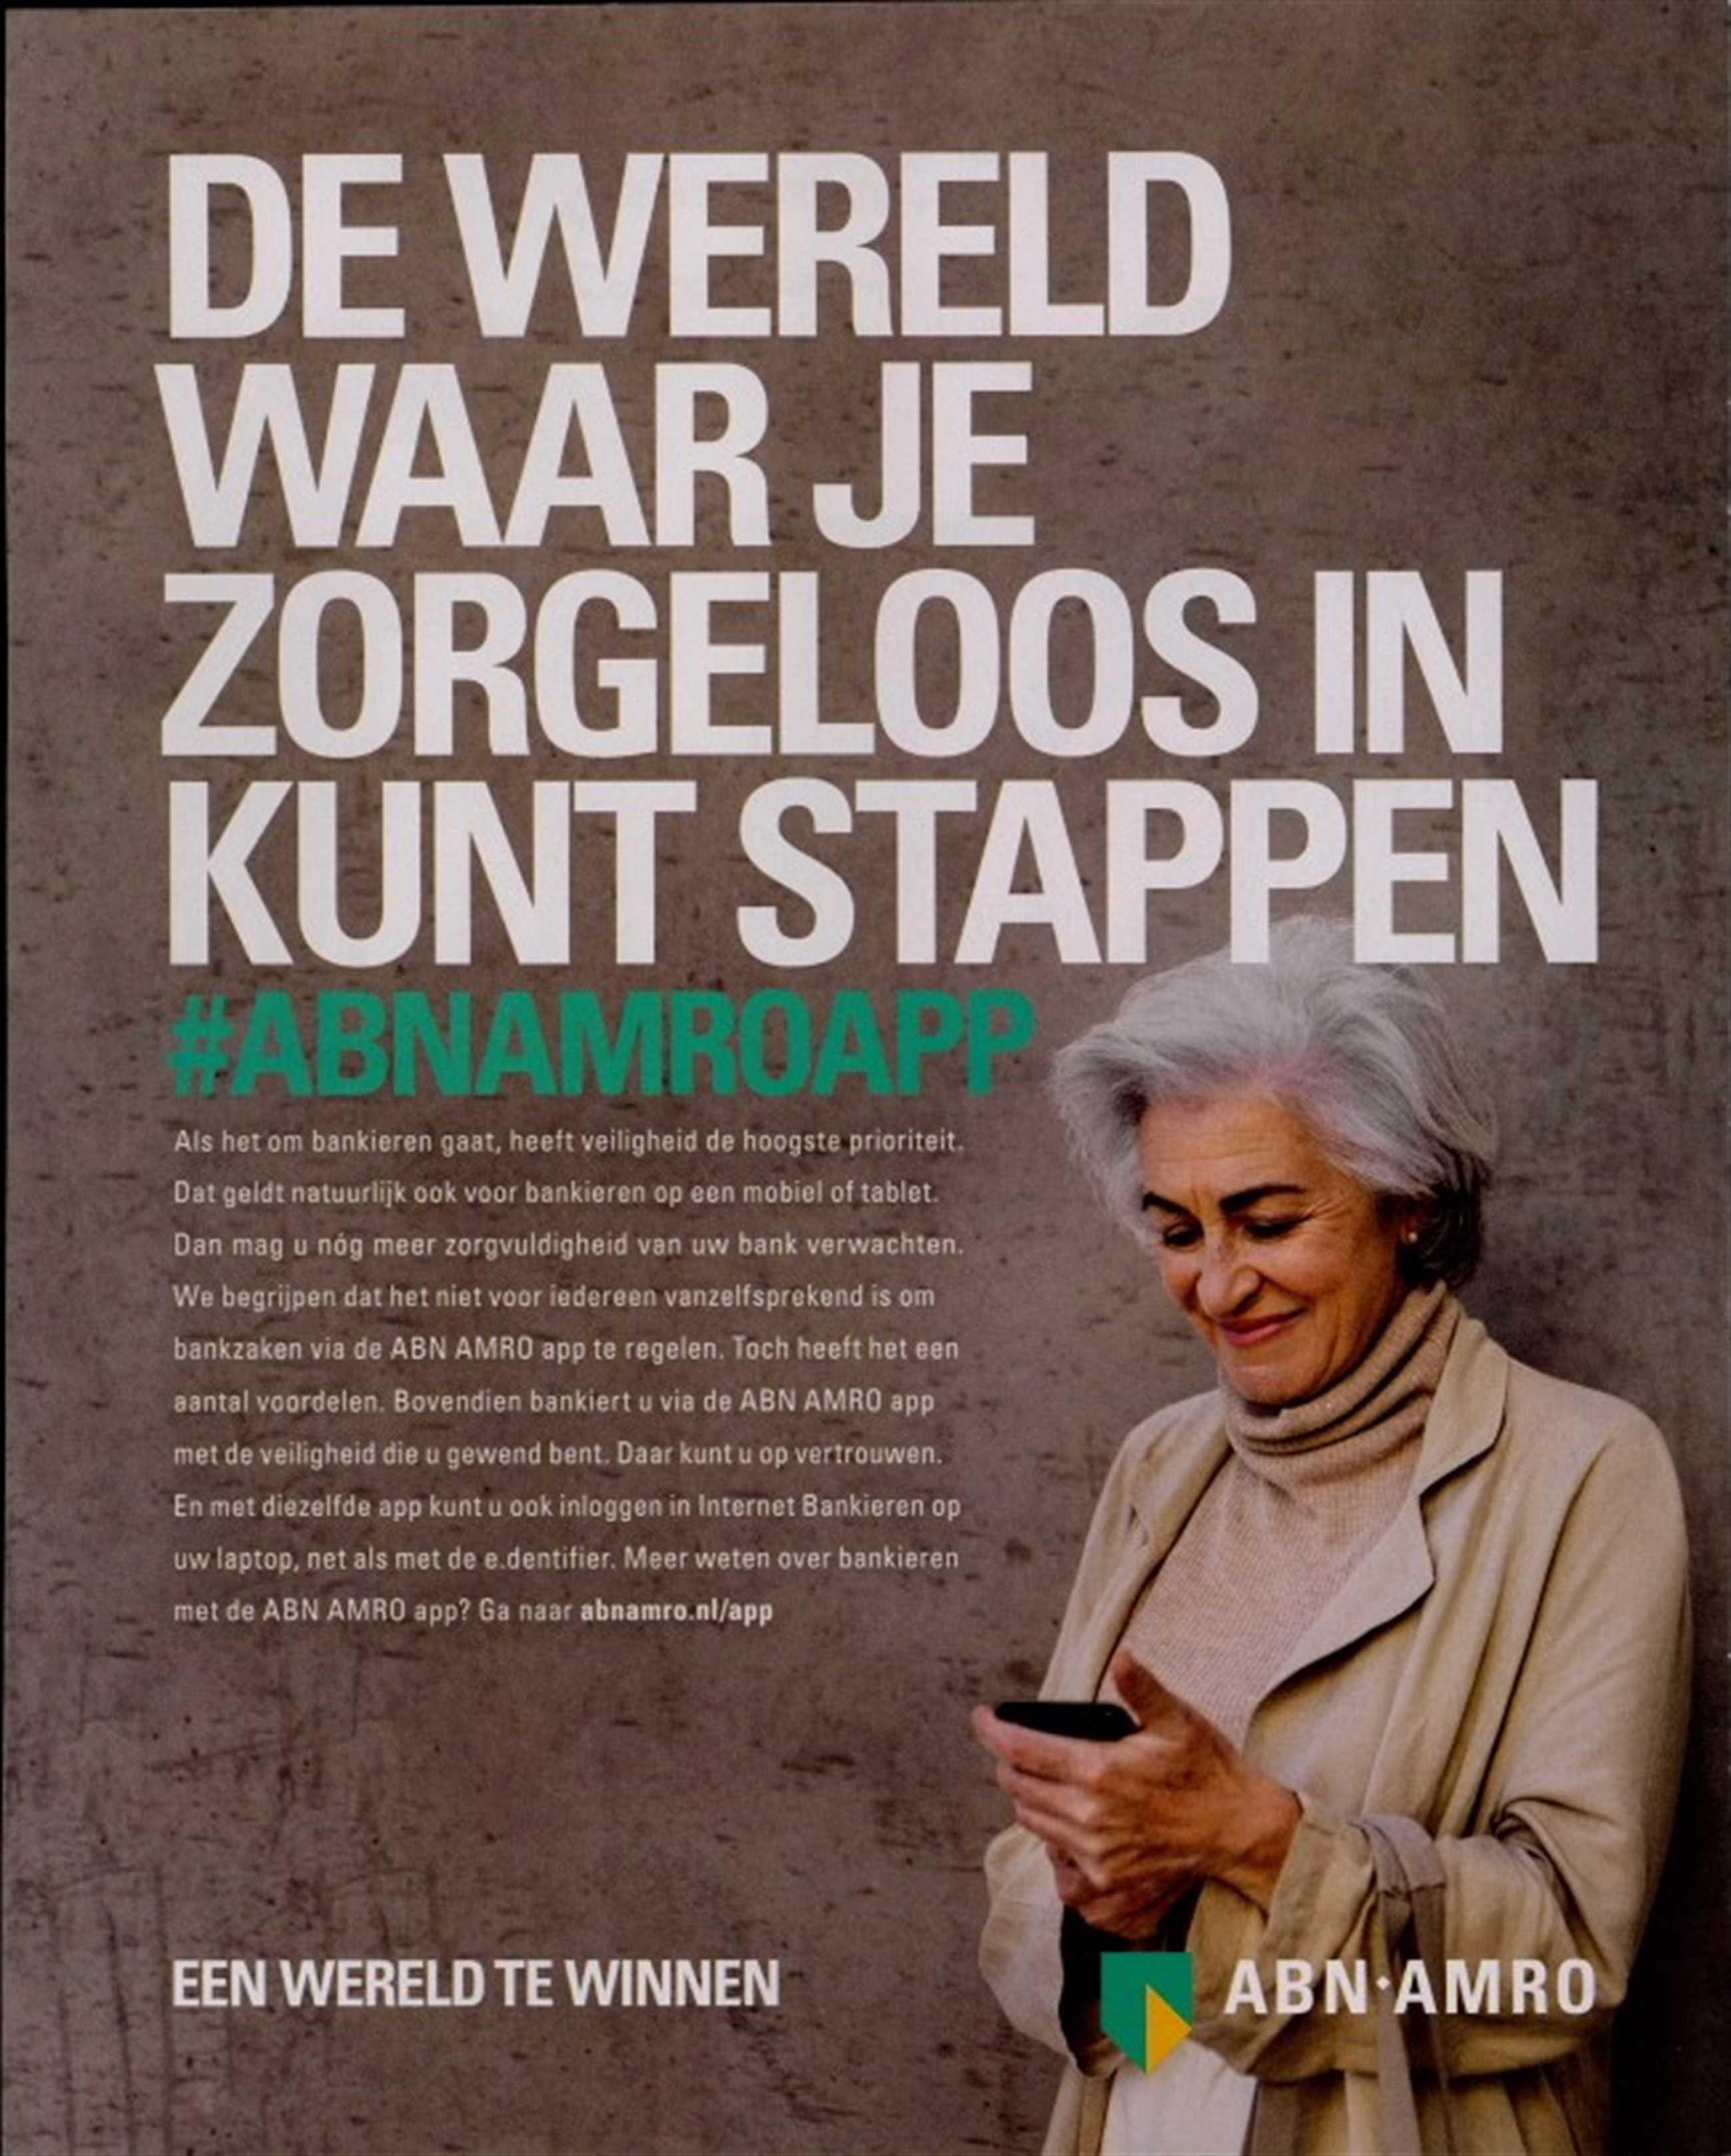 DE WERELD
WAAR JE
ZORGELOOS IN
KUNT STAPPEN
#ABNAMROAPP
Als het om bankieren gaat, heeft veiligheid de hoogste prioriteit.
Dat geldt natuurlijk ook voor bankieren op een mobiel of tablet.
Dan mag u nóg meer zorgvuldigheid van uw bank verwachten.
We begrijpen dat het niet voor iedereen vanzelfsprekend is om
bankzaken via de ABN AMRO app te regelen. Toch heeft het een
aantal voordelen. Bovendien bankiert u via de ABN AMRO app
met de veiligheid die u gewend bent. Daar kunt u op vertrouwen.
En met diezelfde app kunt u ook inloggen in Internet Bankieren op
uw laptop, net als met de e.dentifier. Meer weten over bankieren
met de ABN AMRO app? Ga naar abnamro.nl/app
EEN WERELD TE WINNEN
ABN·AMRO